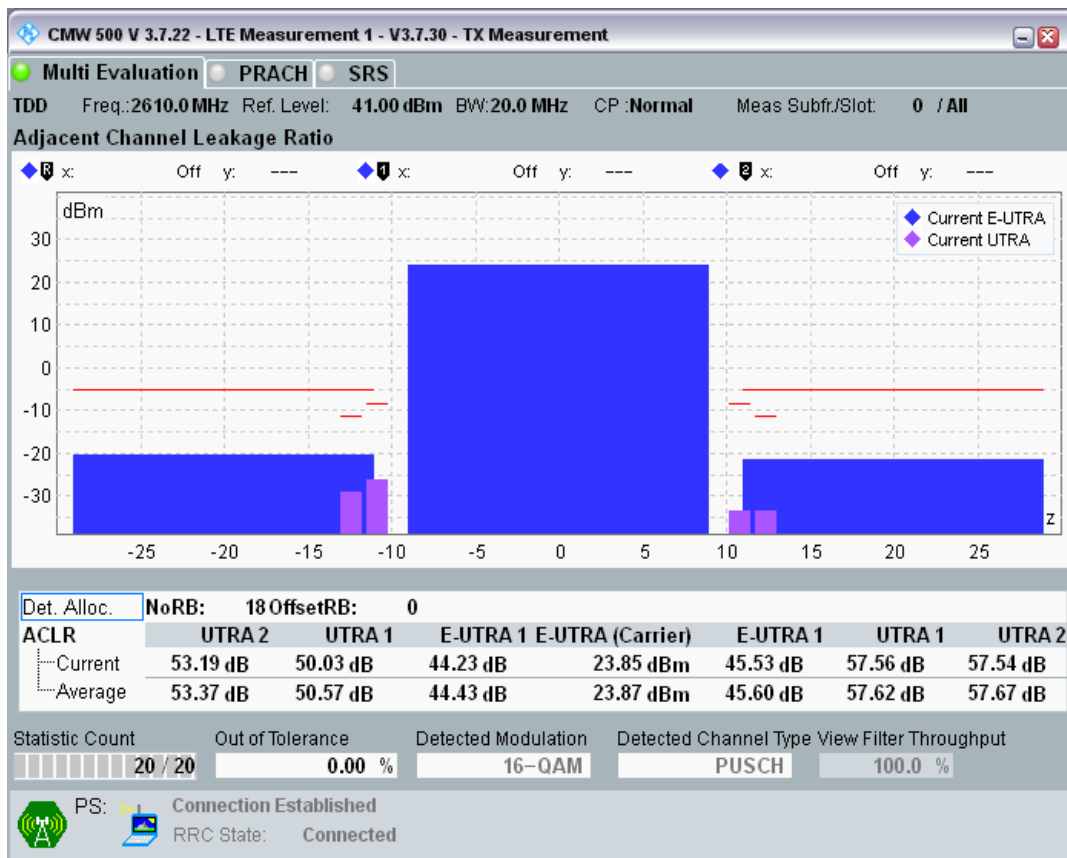 CMW 500 V 3.7.22 - LTE Measurement 1 - V3.7.30 - TX Measurement
Multi Evaluation PRACH SRS
TDD Freq.:2610.0 MHz Ref. Level: 41.00 dBm BW:20.0 MHz CP :Normal Meas Subfr./Slot: 0 / All
Adjacent Channel Leakage Ratio
R x: Off y: --- 1 x: Off y: --- 2 x: Off y: ---
dBm
Current E-UTRA
Current UTRA
30
20
10
0
-10
-20
-30
z
-25 -20 -15 -10 -5 0 5 10 15 20 25
Det. Alloc. NoRB: 18 OffsetRB: 0
ACLR UTRA 2 UTRA 1 E-UTRA 1 E-UTRA (Carrier) E-UTRA 1 UTRA 1 UTRA 2
Current 53.19 dB 50.03 dB 44.23 dB 23.85 dBm 45.53 dB 57.56 dB 57.54 dB
Average 53.37 dB 50.57 dB 44.43 dB 23.87 dBm 45.60 dB 57.62 dB 57.67 dB
Statistic Count Out of Tolerance Detected Modulation Detected Channel Type View Filter Throughput
20 / 20 0.00 % 16-QAM PUSCH 100.0 %
PS: Connection Established
RRC State: Connected